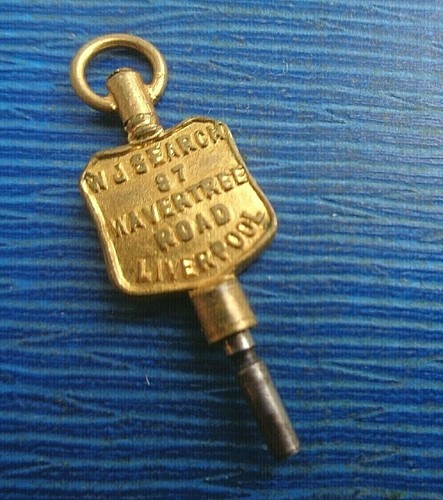 W J SEARCH
87
WAVERTREE
ROAD
LIVERPOOL